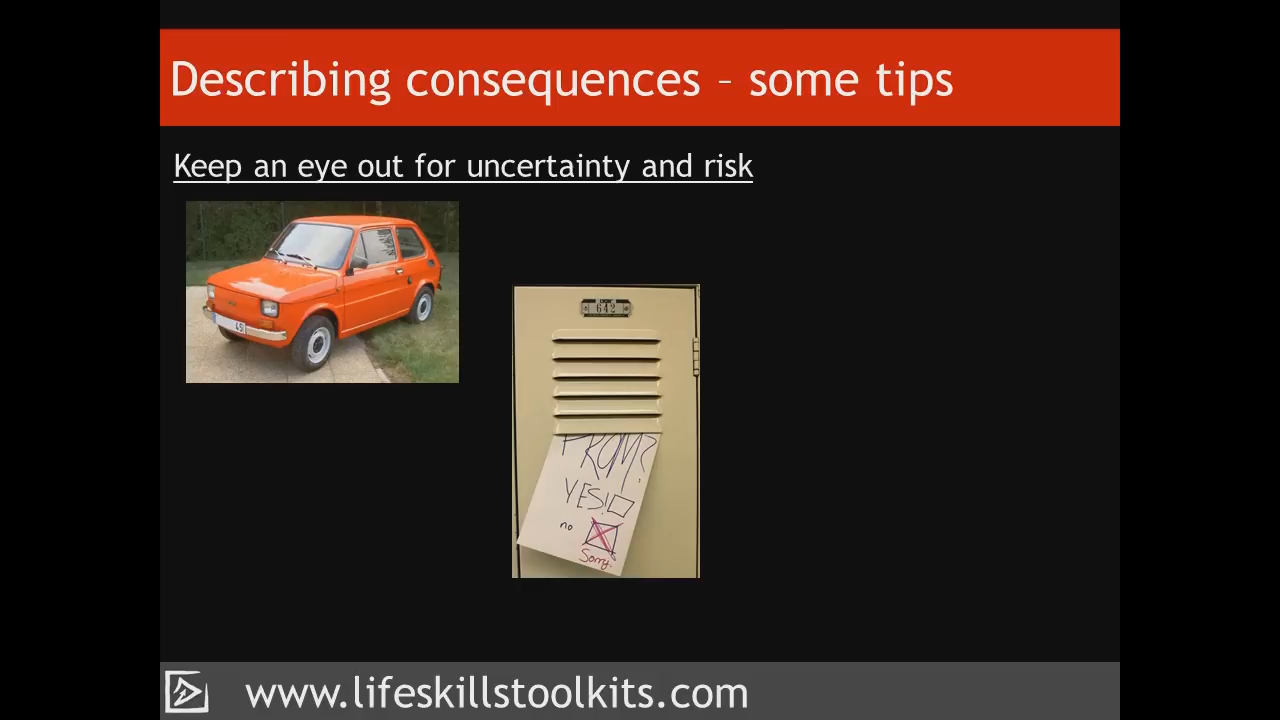 Describing consequences – some tips
Keep an eye out for uncertainty and risk
642
PROM?
YES!
no
Sorry.
www.lifeskillstoolkits.com